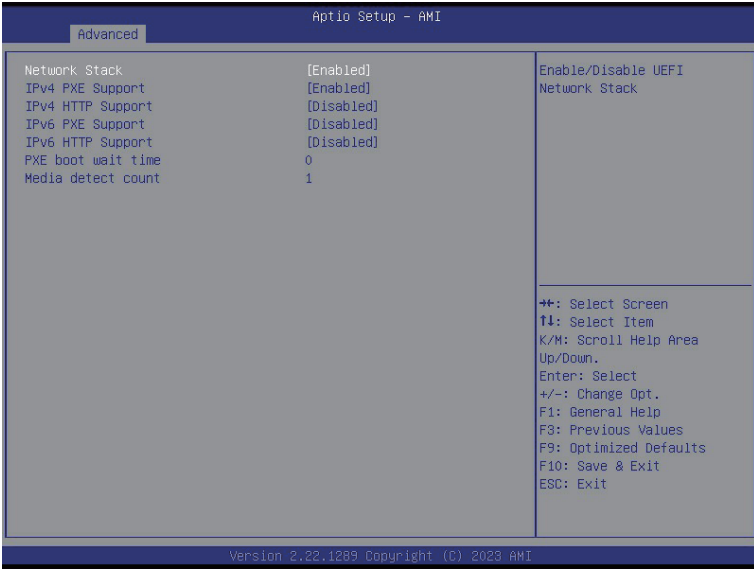 Aptio Setup – AMI
Advanced
Network Stack [Enabled]
IPv4 PXE Support [Enabled]
IPv4 HTTP Support [Disabled]
IPv6 PXE Support [Disabled]
IPv6 HTTP Support [Disabled]
PXE boot wait time 0
Media detect count 1
Enable/Disable UEFI
Network Stack
→←: Select Screen
↑↓: Select Item
K/M: Scroll Help Area
Up/Down.
Enter: Select
+/-: Change Opt.
F1: General Help
F3: Previous Values
F9: Optimized Defaults
F10: Save & Exit
ESC: Exit
Version 2.22.1289 Copyright (C) 2023 AMI